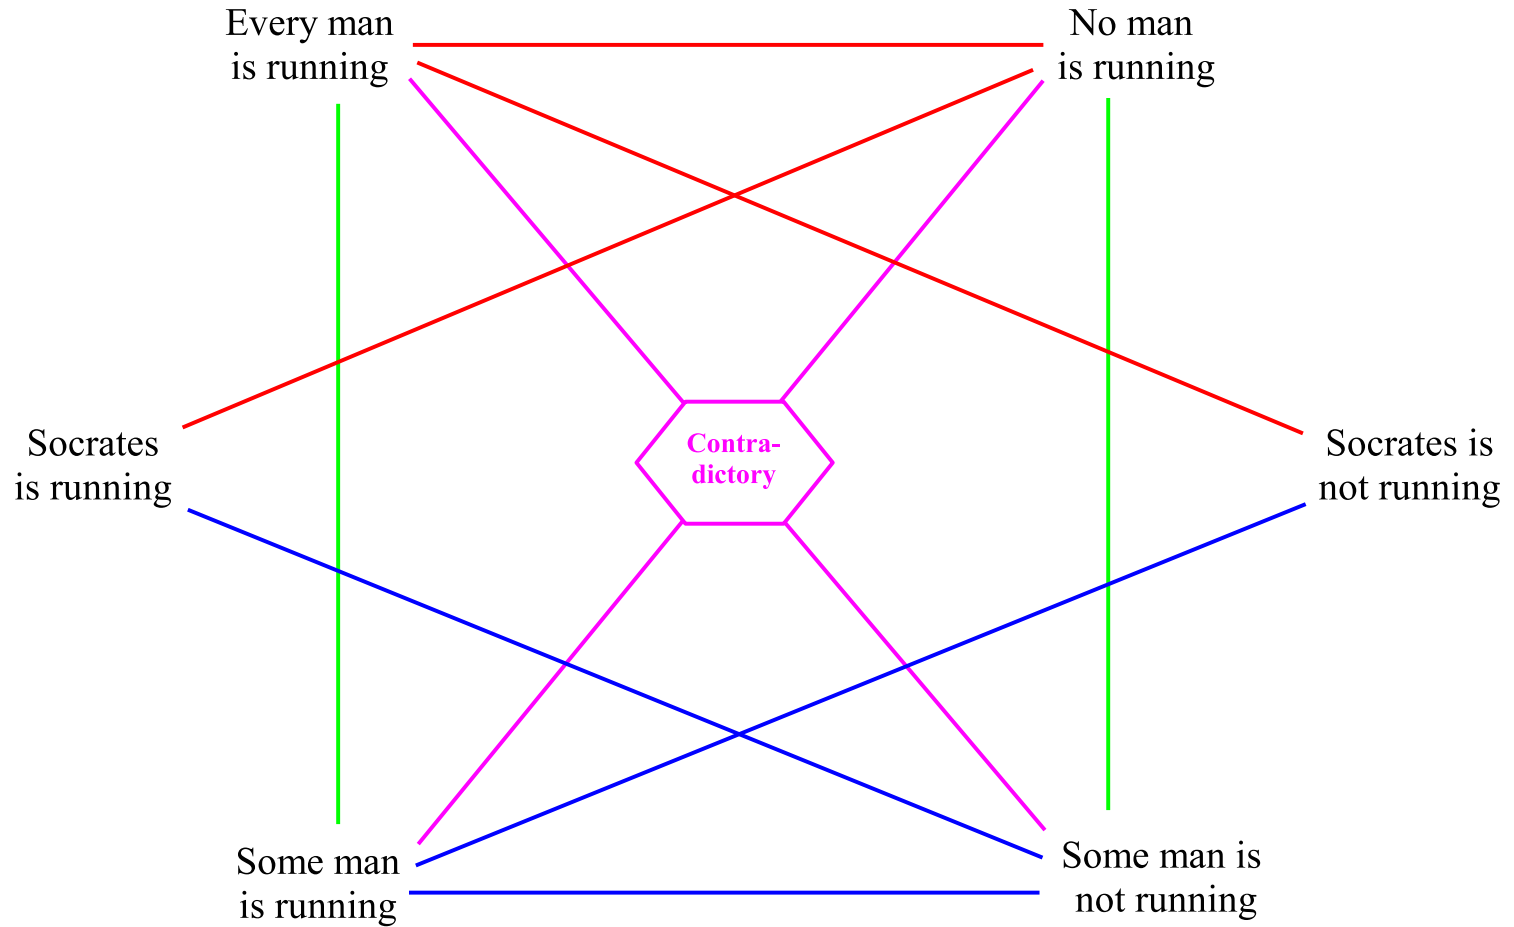 Every man
is running
No man
is running
Contra-
dictory
Socrates
is running
Socrates is
not running
Some man
is running
Some man is
not running